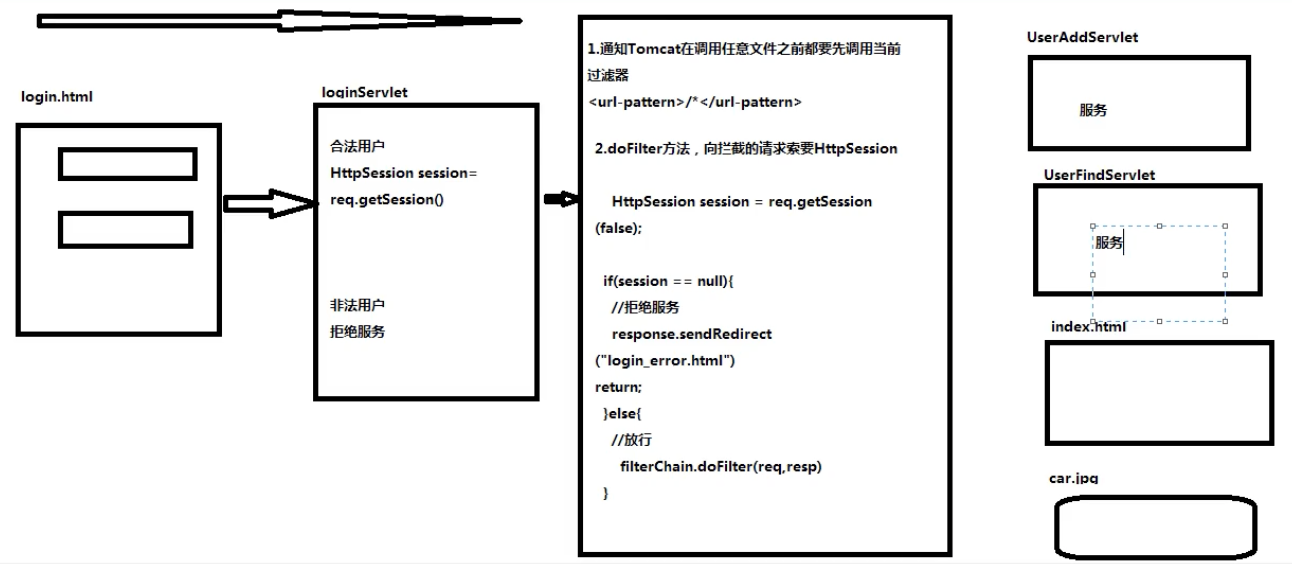 login.html
loginServlet
合法用户
HttpSession session=
req.getSession()
非法用户
拒绝服务
1.通知Tomcat在调用任意文件之前都要先调用当前
过滤器
<url-pattern>/*</url-pattern>
2.doFilter方法，向拦截的请求索要HttpSession
HttpSession session = req.getSession
(false);
if(session == null){
//拒绝服务
response.sendRedirect
("login_error.html")
return;
}else{
//放行
filterChain.doFilter(req,resp)
}
UserAddServlet
服务
UserFindServlet
服务
index.html
car.jpg